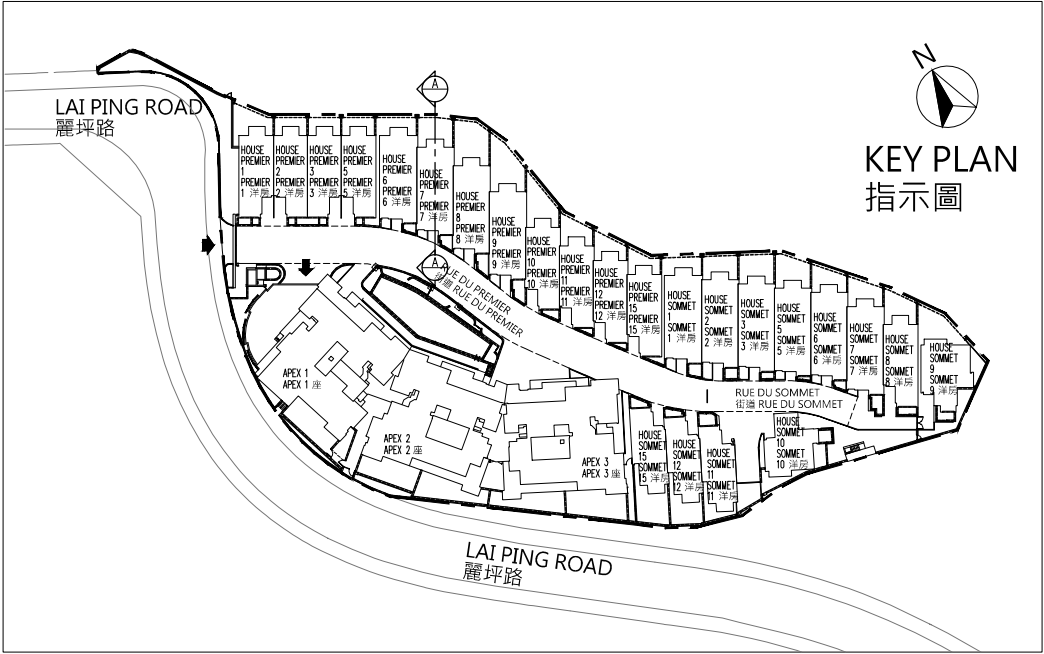 N
KEY PLAN
指示圖
LAI PING ROAD
麗坪路
A
HOUSE
PREMIER
1
PREMIER
1 洋房
HOUSE
PREMIER
2
PREMIER
2 洋房
HOUSE
PREMIER
3
PREMIER
3 洋房
HOUSE
PREMIER
5
PREMIER
5 洋房
HOUSE
PREMIER
6
PREMIER
6 洋房
HOUSE
PREMIER
7
PREMIER
7 洋房
HOUSE
PREMIER
8
PREMIER
8 洋房
HOUSE
PREMIER
9
PREMIER
9 洋房
HOUSE
PREMIER
10
PREMIER
10 洋房
HOUSE
PREMIER
11
PREMIER
11 洋房
HOUSE
PREMIER
12
PREMIER
12 洋房
HOUSE
PREMIER
15
PREMIER
15 洋房
HOUSE
SOMMET
1
SOMMET
1 洋房
HOUSE
SOMMET
2
SOMMET
2 洋房
HOUSE
SOMMET
3
SOMMET
3 洋房
HOUSE
SOMMET
5
SOMMET
5 洋房
HOUSE
SOMMET
6
SOMMET
6 洋房
HOUSE
SOMMET
7
SOMMET
7 洋房
HOUSE
SOMMET
8
SOMMET
8 洋房
HOUSE
SOMMET
9
SOMMET
9 洋房
A
RUE DU PREMIER
街道 RUE DU PREMIER
RUE DU SOMMET
街道 RUE DU SOMMET
APEX 1
APEX 1 座
APEX 2
APEX 2 座
APEX 3
APEX 3 座
HOUSE
SOMMET
15
SOMMET
15 洋房
HOUSE
SOMMET
12
SOMMET
12 洋房
HOUSE
SOMMET
11
SOMMET
11 洋房
HOUSE
SOMMET
10
SOMMET
10 洋房
LAI PING ROAD
麗坪路